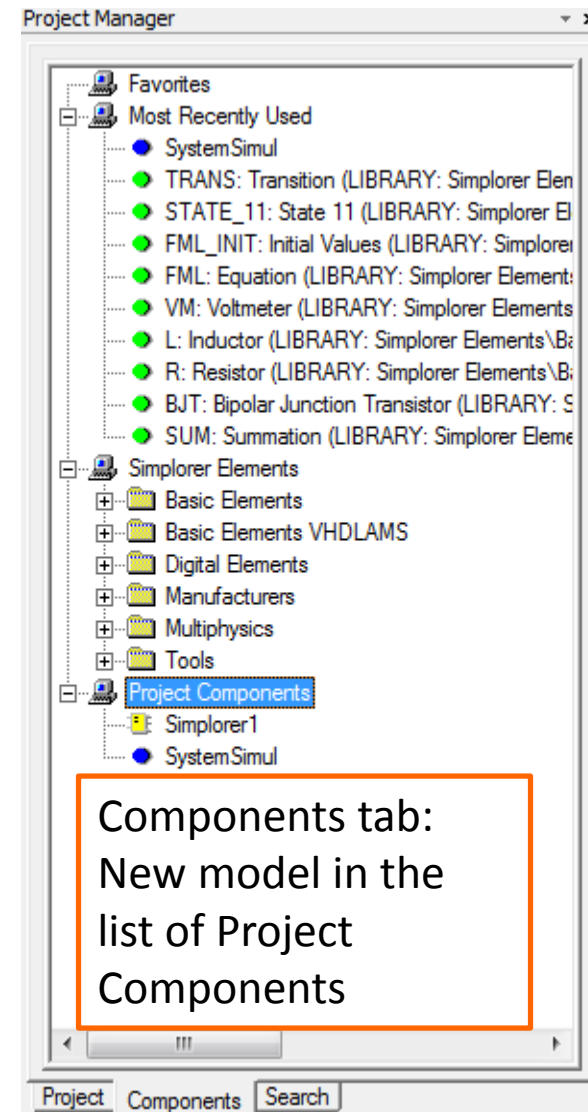 Project Manager
Favorites
Most Recently Used
SystemSimul
TRANS: Transition (LIBRARY: Simplorer Elem
STATE_11: State 11 (LIBRARY: Simplorer El
FML_INIT: Initial Values (LIBRARY: Simplorer
FML: Equation (LIBRARY: Simplorer Elements
VM: Voltmeter (LIBRARY: Simplorer Elements
L: Inductor (LIBRARY: Simplorer Elements\Ba
R: Resistor (LIBRARY: Simplorer Elements\Ba
BJT: Bipolar Junction Transistor (LIBRARY: S
SUM: Summation (LIBRARY: Simplorer Eleme
Simplorer Elements
Basic Elements
Basic Elements VHDLAMS
Digital Elements
Manufacturers
Multiphysics
Tools
Project Components
Simplorer1
SystemSimul
Components tab:
New model in the
list of Project
Components
Project Components Search